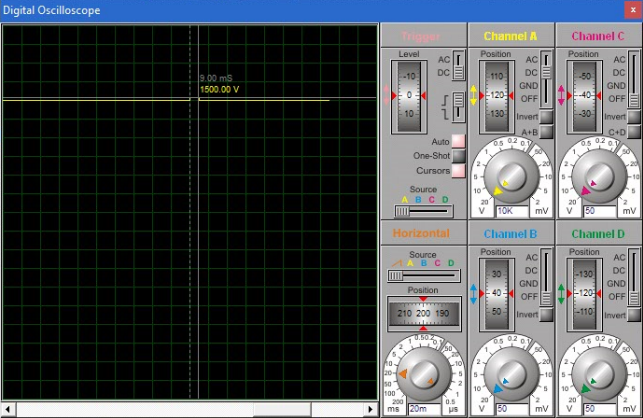 Digital Oscilloscope
x
9.00 mS
1500.00 V
Trigger
Level
-10
0
10
AC
DC
Auto
One-Shot
Cursors
Source
A B C D
Channel A
Position
110
120
130
AC
DC
GND
OFF
Invert
A+B
V
10K
mV
Channel C
Position
-50
-40
-30
AC
DC
GND
OFF
Invert
C+D
V
50
mV
Horizontal
Source
A B C D
Position
210 200 190
ms
20m
µs
Channel B
Position
30
40
50
AC
DC
GND
OFF
Invert
V
50
mV
Channel D
Position
-130
-120
-110
AC
DC
GND
OFF
Invert
V
50
mV